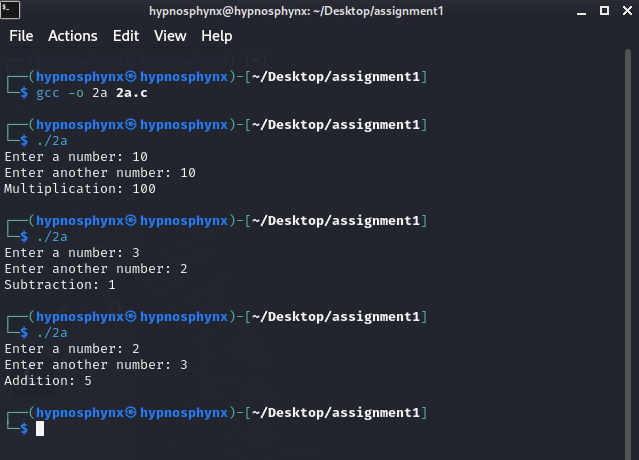 hypnosphynx@hypnosphynx: ~/Desktop/assignment1
File Actions Edit View Help
┌──(hypnosphynx㉿hypnosphynx)-[~/Desktop/assignment1]
└─$ gcc -o 2a 2a.c
┌──(hypnosphynx㉿hypnosphynx)-[~/Desktop/assignment1]
└─$ ./2a
Enter a number: 10
Enter another number: 10
Multiplication: 100
┌──(hypnosphynx㉿hypnosphynx)-[~/Desktop/assignment1]
└─$ ./2a
Enter a number: 3
Enter another number: 2
Subtraction: 1
┌──(hypnosphynx㉿hypnosphynx)-[~/Desktop/assignment1]
└─$ ./2a
Enter a number: 2
Enter another number: 3
Addition: 5
┌──(hypnosphynx㉿hypnosphynx)-[~/Desktop/assignment1]
└─$